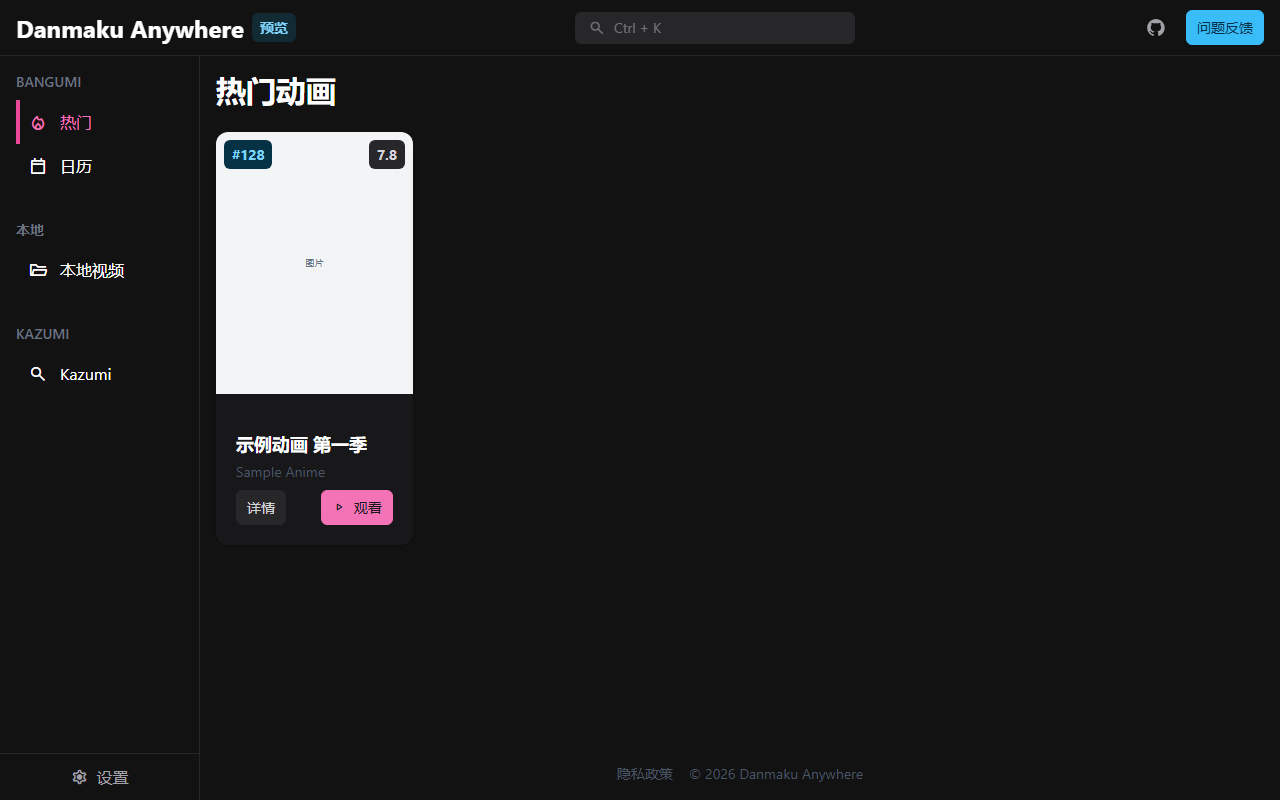 Danmaku Anywhere 预览
Ctrl + K
问题反馈
BANGUMI
热门
日历
本地
本地视频
KAZUMI
Kazumi
设置
热门动画
#128
7.8
图片
示例动画 第一季
Sample Anime
详情
观看
隐私政策 © 2026 Danmaku Anywhere